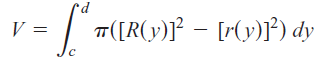 V = ∫_c^d π([R(y)]² − [r(y)]²) dy